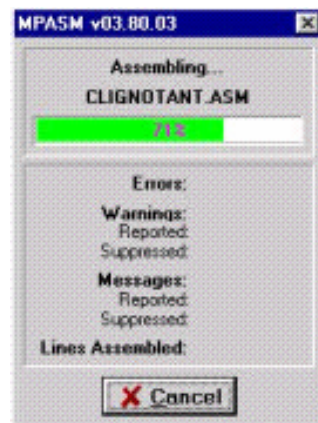 MPASM v03.80.03
Assembling...
CLIGNOTANT.ASM
71%
Errors:
Warnings:
Reported:
Suppressed:
Messages:
Reported:
Suppressed:
Lines Assembled:
Cancel